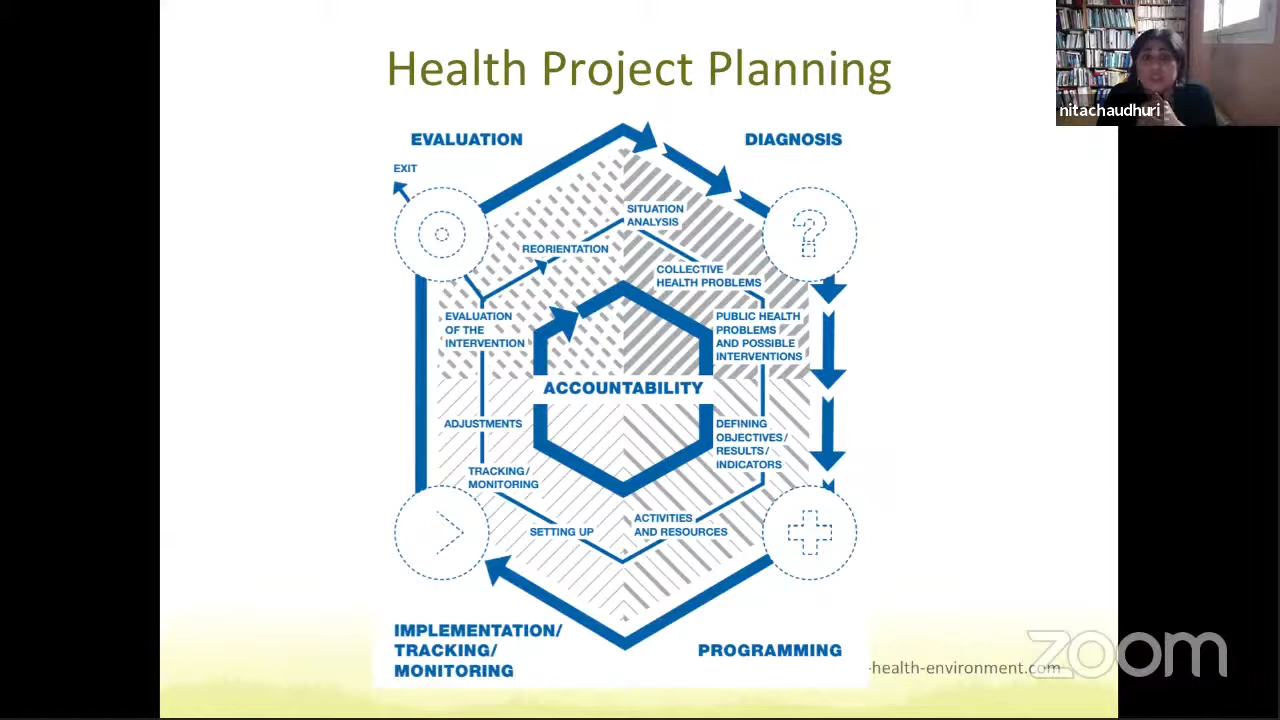 Health Project Planning
nitachaudhuri
EVALUATION
DIAGNOSIS
EXIT
SITUATION
ANALYSIS
REORIENTATION
COLLECTIVE
HEALTH PROBLEMS
EVALUATION
OF THE
INTERVENTION
PUBLIC HEALTH
PROBLEMS
AND POSSIBLE
INTERVENTIONS
ACCOUNTABILITY
ADJUSTMENTS
DEFINING
OBJECTIVES/
RESULTS/
INDICATORS
TRACKING/
MONITORING
SETTING UP
ACTIVITIES
AND RESOURCES
IMPLEMENTATION/
TRACKING/
MONITORING
PROGRAMMING
-health-environment.com
zoom